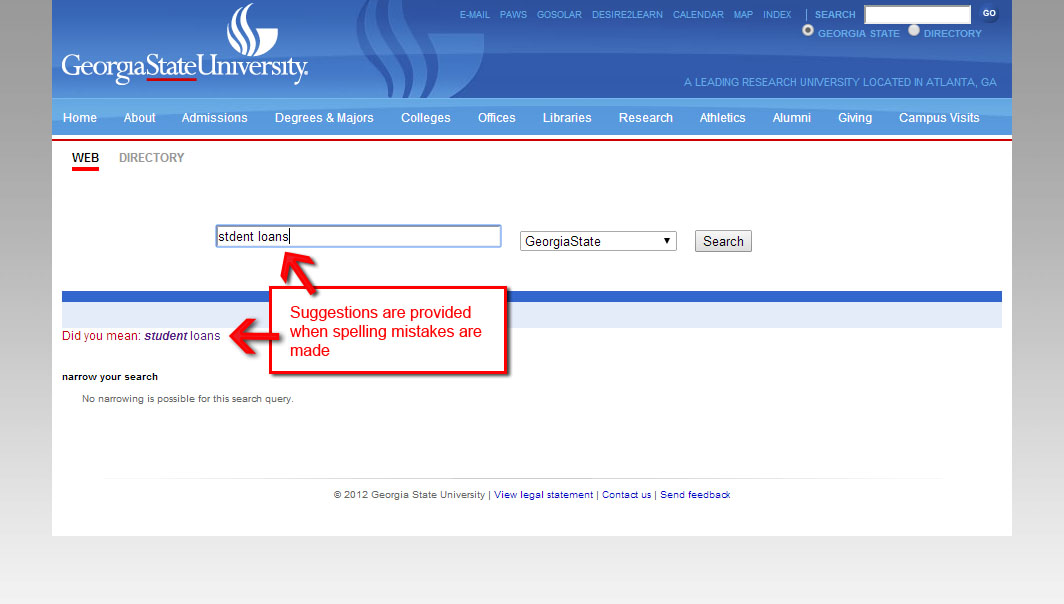 E-MAIL PAWS GOSOLAR DESIRE2LEARN CALENDAR MAP INDEX | SEARCH GO
GEORGIA STATE DIRECTORY
GeorgiaStateUniversity.
A LEADING RESEARCH UNIVERSITY LOCATED IN ATLANTA, GA
Home About Admissions Degrees & Majors Colleges Offices Libraries Research Athletics Alumni Giving Campus Visits
WEB DIRECTORY
stdent loans GeorgiaState Search
Suggestions are provided
when spelling mistakes are
made
Did you mean: student loans
narrow your search
No narrowing is possible for this search query.
© 2012 Georgia State University | View legal statement | Contact us | Send feedback